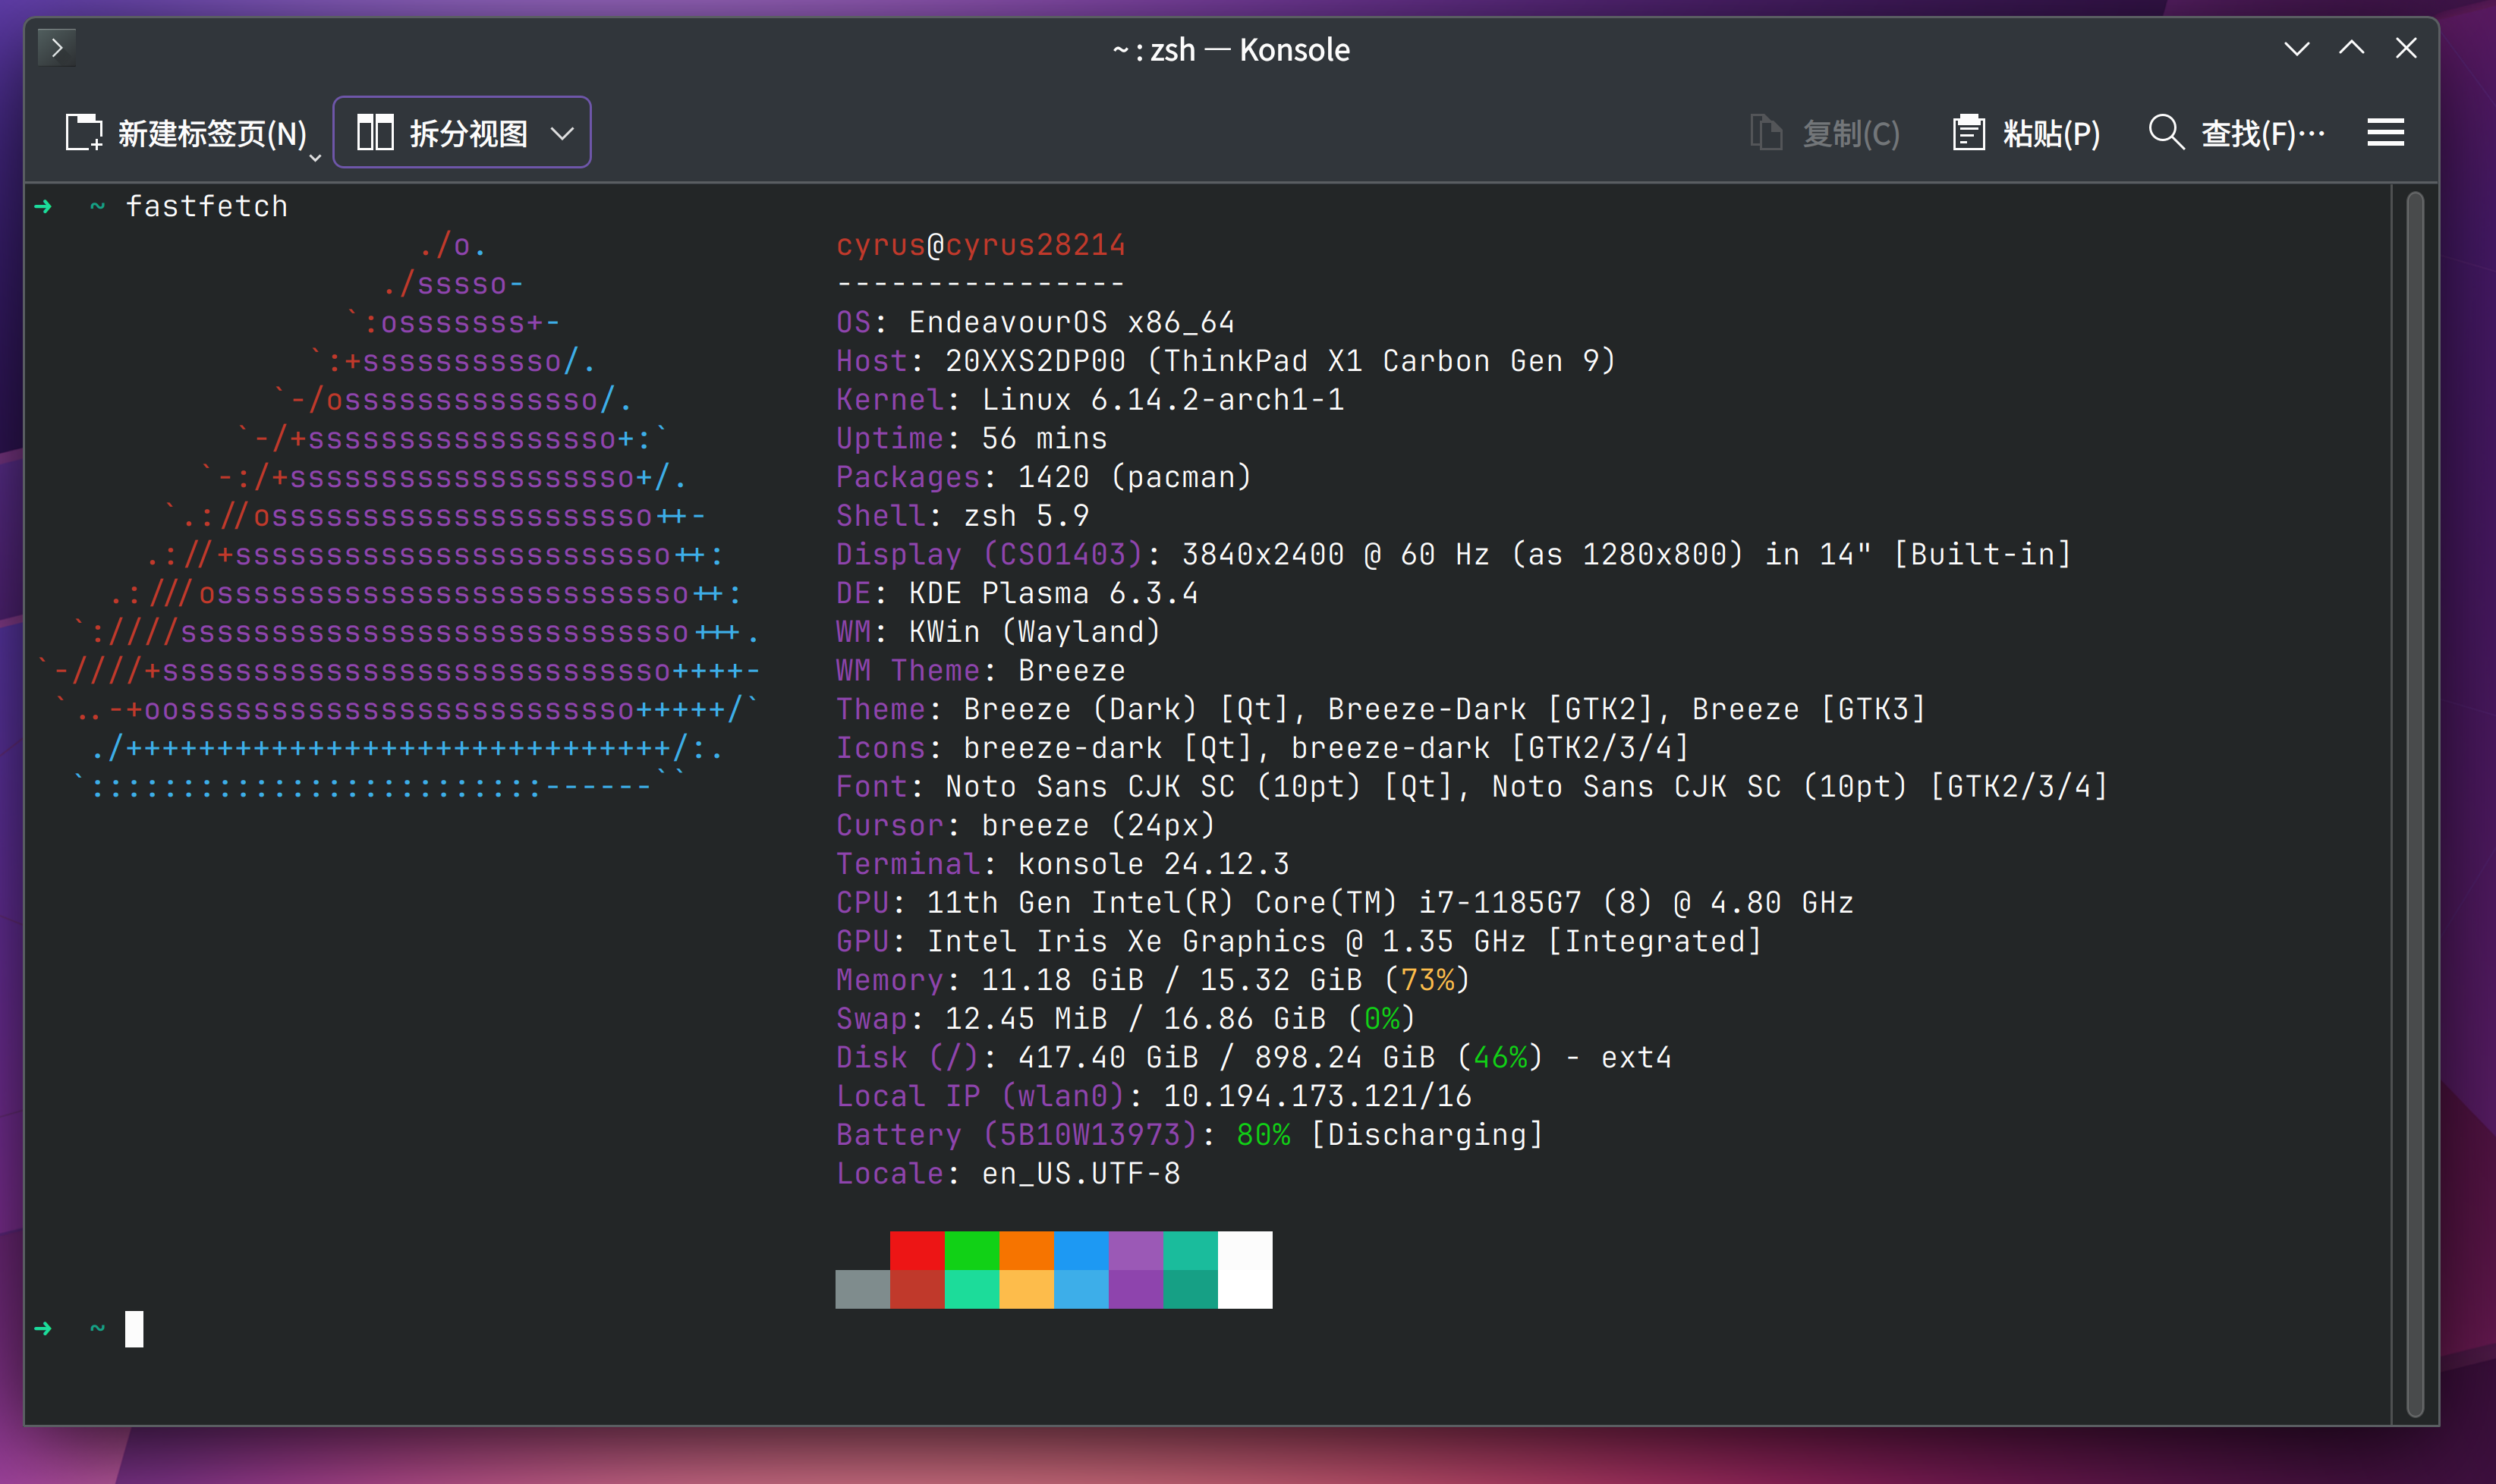 ~ : zsh — Konsole
新建标签页(N) 拆分视图 复制(C) 粘贴(P) 查找(F)…
➜ ~ fastfetch
./o.
./sssso-
`:osssssss+-
`:+sssssssssso/.
`-/ossssssssssssso/.
`-/+sssssssssssssssso+:`
`-:/+sssssssssssssssssso+/.
`.://osssssssssssssssssssso++-
.://+ssssssssssssssssssssssso++:
.:///ossssssssssssssssssssssssso++:
`:////ssssssssssssssssssssssssssso+++.
`-////+ssssssssssssssssssssssssssso++++-
`..-+oosssssssssssssssssssssssso+++++/`
./++++++++++++++++++++++++++++++/:.
`:::::::::::::::::::::::::------``
cyrus@cyrus28214
----------------
OS: EndeavourOS x86_64
Host: 20XXS2DP00 (ThinkPad X1 Carbon Gen 9)
Kernel: Linux 6.14.2-arch1-1
Uptime: 56 mins
Packages: 1420 (pacman)
Shell: zsh 5.9
Display (CSO1403): 3840x2400 @ 60 Hz (as 1280x800) in 14" [Built-in]
DE: KDE Plasma 6.3.4
WM: KWin (Wayland)
WM Theme: Breeze
Theme: Breeze (Dark) [Qt], Breeze-Dark [GTK2], Breeze [GTK3]
Icons: breeze-dark [Qt], breeze-dark [GTK2/3/4]
Font: Noto Sans CJK SC (10pt) [Qt], Noto Sans CJK SC (10pt) [GTK2/3/4]
Cursor: breeze (24px)
Terminal: konsole 24.12.3
CPU: 11th Gen Intel(R) Core(TM) i7-1185G7 (8) @ 4.80 GHz
GPU: Intel Iris Xe Graphics @ 1.35 GHz [Integrated]
Memory: 11.18 GiB / 15.32 GiB (73%)
Swap: 12.45 MiB / 16.86 GiB (0%)
Disk (/): 417.40 GiB / 898.24 GiB (46%) - ext4
Local IP (wlan0): 10.194.173.121/16
Battery (5B10W13973): 80% [Discharging]
Locale: en_US.UTF-8
➜ ~